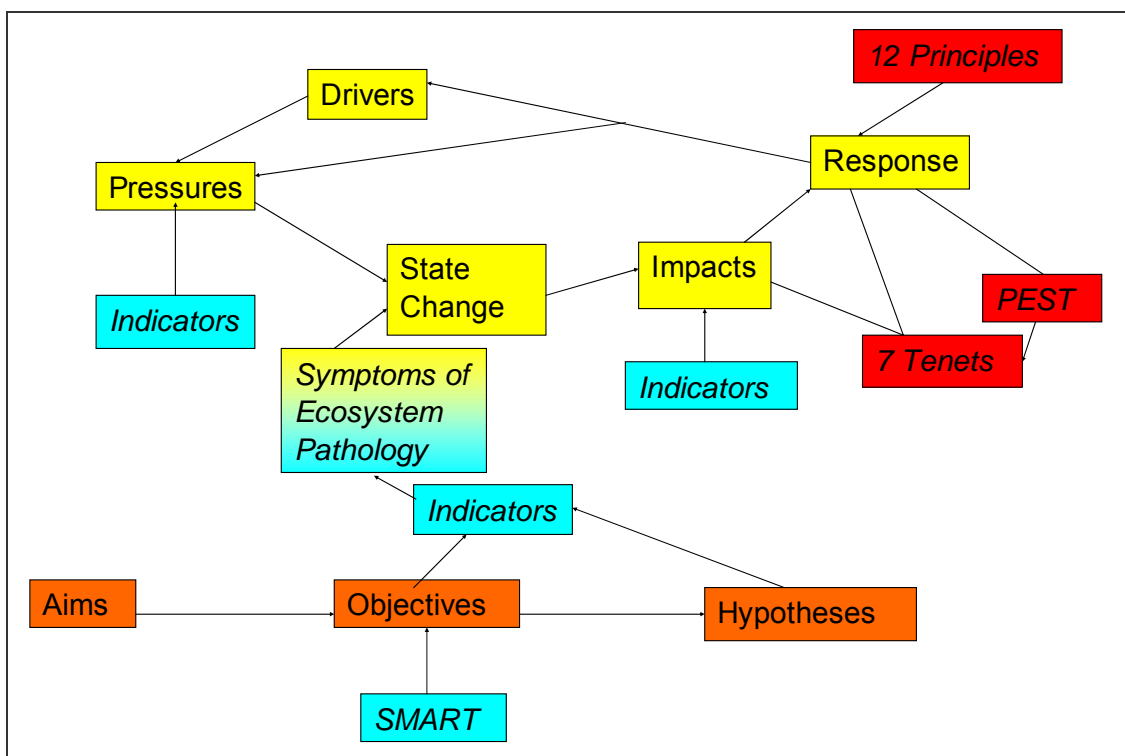 12 Principles
Drivers
Response
Pressures
State
Change
Impacts
Indicators
PEST
7 Tenets
Symptoms of
Ecosystem
Pathology
Indicators
Indicators
Aims
Objectives
Hypotheses
SMART